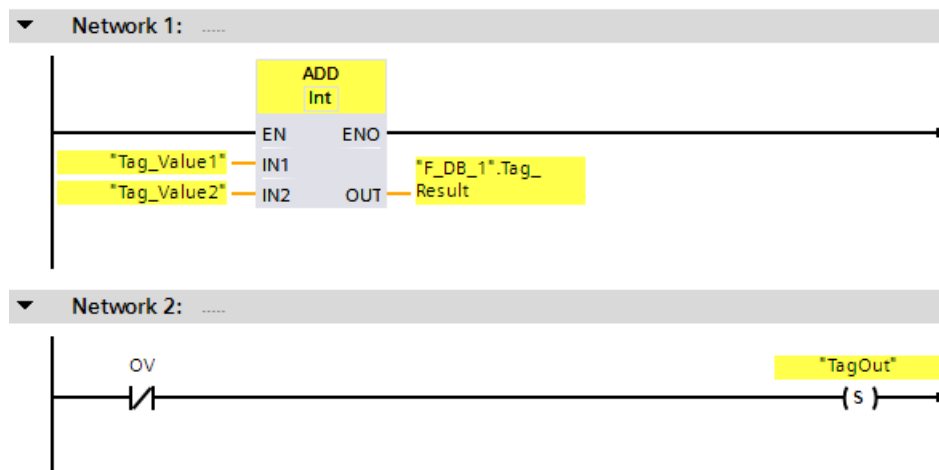 Network 1: .....
ADD
Int
EN ENO
"Tag_Value1" IN1
"F_DB_1".Tag_
"Tag_Value2" IN2 OUT Result
Network 2: .....
OV "TagOut"
S